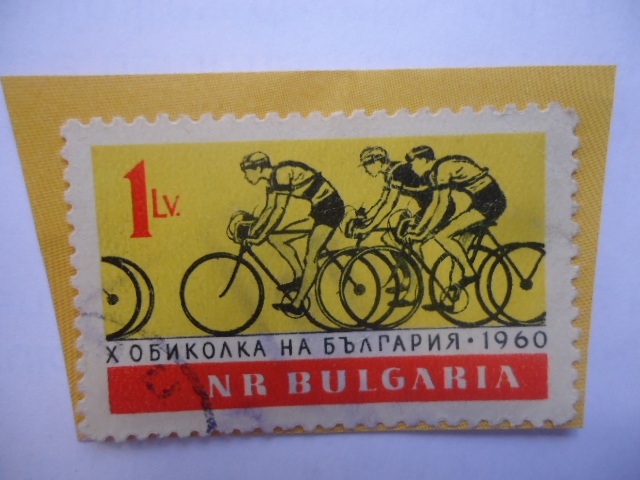 1 LV.
X ОБИКОЛКА НА БЪЛГАРИЯ · 1960
NR BULGARIA